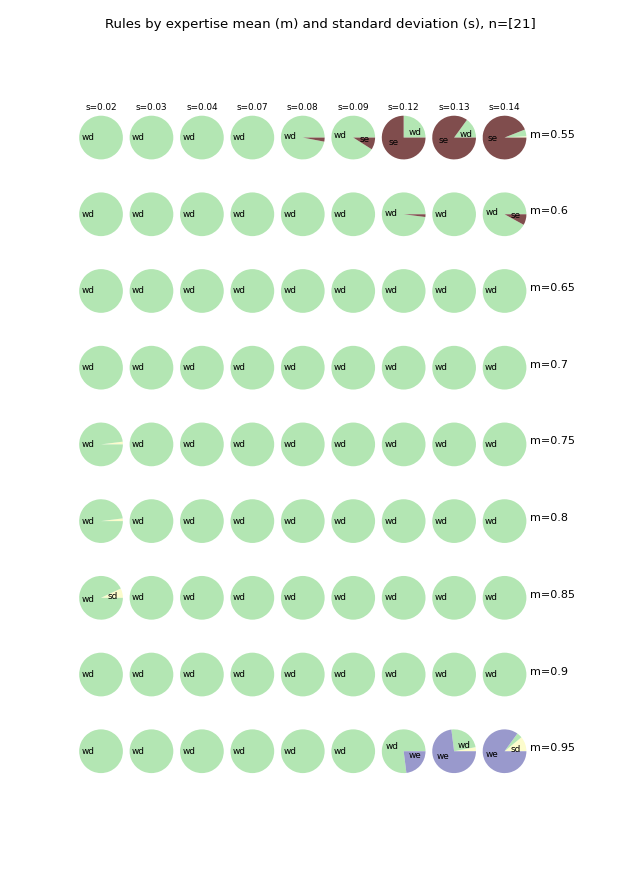 Rules by expertise mean (m) and standard deviation (s), n=[21]
s=0.02 s=0.03 s=0.04 s=0.07 s=0.08 s=0.09 s=0.12 s=0.13 s=0.14
wd wd wd wd wd wd se wd se wd se se m=0.55
wd wd wd wd wd wd wd wd wd se m=0.6
wd wd wd wd wd wd wd wd wd m=0.65
wd wd wd wd wd wd wd wd wd m=0.7
wd wd wd wd wd wd wd wd wd m=0.75
wd wd wd wd wd wd wd wd wd m=0.8
wd sd wd wd wd wd wd wd wd wd m=0.85
wd wd wd wd wd wd wd wd wd m=0.9
wd wd wd wd wd wd wd we we wd we sd m=0.95